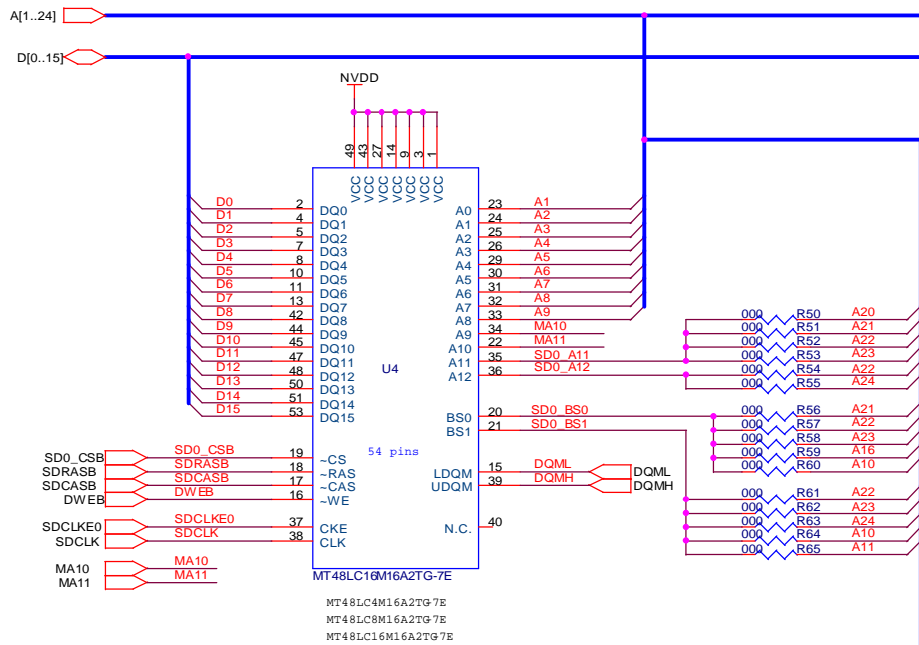 A[1..24]
D[0..15]
NVDD
49 43 27 14 9 3 1
VCC VCC VCC VCC VCC VCC VCC
D0 2 DQ0 A0 23 A1
D1 4 DQ1 A1 24 A2
D2 5 DQ2 A2 25 A3
D3 7 DQ3 A3 26 A4
D4 8 DQ4 A4 29 A5
D5 10 DQ5 A5 30 A6
D6 11 DQ6 A6 31 A7
D7 13 DQ7 A7 32 A8
D8 42 DQ8 A8 33 A9 000 R50 A20
D9 44 DQ9 A9 34 MA10 000 R51 A21
D10 45 DQ10 A10 22 MA11 000 R52 A22
D11 47 DQ11 A11 35 SD0_A11 000 R53 A23
D12 48 DQ12 A12 36 SD0_A12 000 R54 A22
D13 50 DQ13 U4 000 R55 A24
D14 51 DQ14 000 R56 A21
D15 53 DQ15 BS0 20 SD0_BS0 000 R57 A22
BS1 21 SD0_BS1 000 R58 A23
54 pins 000 R59 A16
SD0_CSB SD0_CSB 19 ~CS 000 R60 A10
SDRASB SDRASB 18 ~RAS LDQM 15 DQML DQML
SDCASB SDCASB 17 ~CAS UDQM 39 DQMH DQMH
DWEB DWEB 16 ~WE 000 R61 A22
000 R62 A23
SDCLKE0 SDCLKE0 37 CKE N.C. 40 000 R63 A24
SDCLK SDCLK 38 CLK 000 R64 A10
000 R65 A11
MA10 MA10
MA11 MA11
MT48LC16M16A2TG-7E
MT48LC4M16A2TG-7E
MT48LC8M16A2TG-7E
MT48LC16M16A2TG-7E